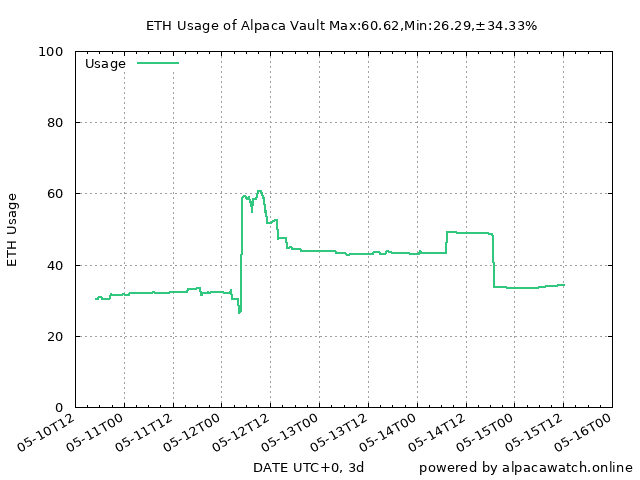 ETH Usage of Alpaca Vault Max:60.62,Min:26.29,±34.33%
100
80
60
40
20
0
ETH Usage
Usage
05-10T12
05-11T00
05-11T12
05-12T00
05-12T12
05-13T00
05-13T12
05-14T00
05-14T12
05-15T00
05-15T12
05-16T00
DATE UTC+0, 3d
powered by alpacawatch.online